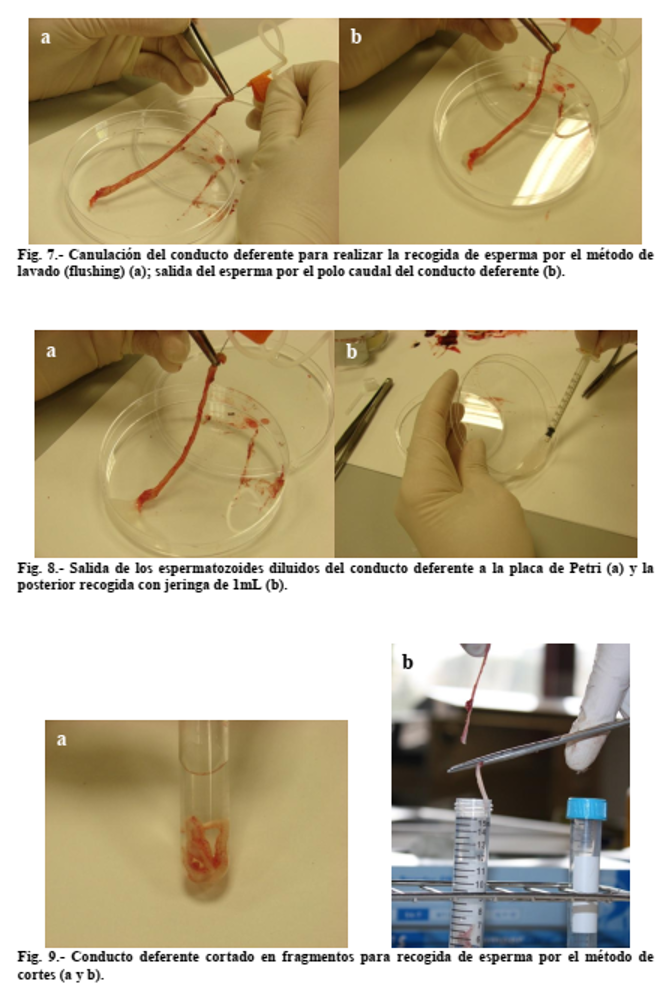 a
b
Fig. 7.- Canulación del conducto deferente para realizar la recogida de esperma por el método de
lavado (flushing) (a); salida del esperma por el polo caudal del conducto deferente (b).
a
b
Fig. 8.- Salida de los espermatozoides diluidos del conducto deferente a la placa de Petri (a) y la
posterior recogida con jeringa de 1mL (b).
b
a
Fig. 9.- Conducto deferente cortado en fragmentos para recogida de esperma por el método de
cortes (a y b).